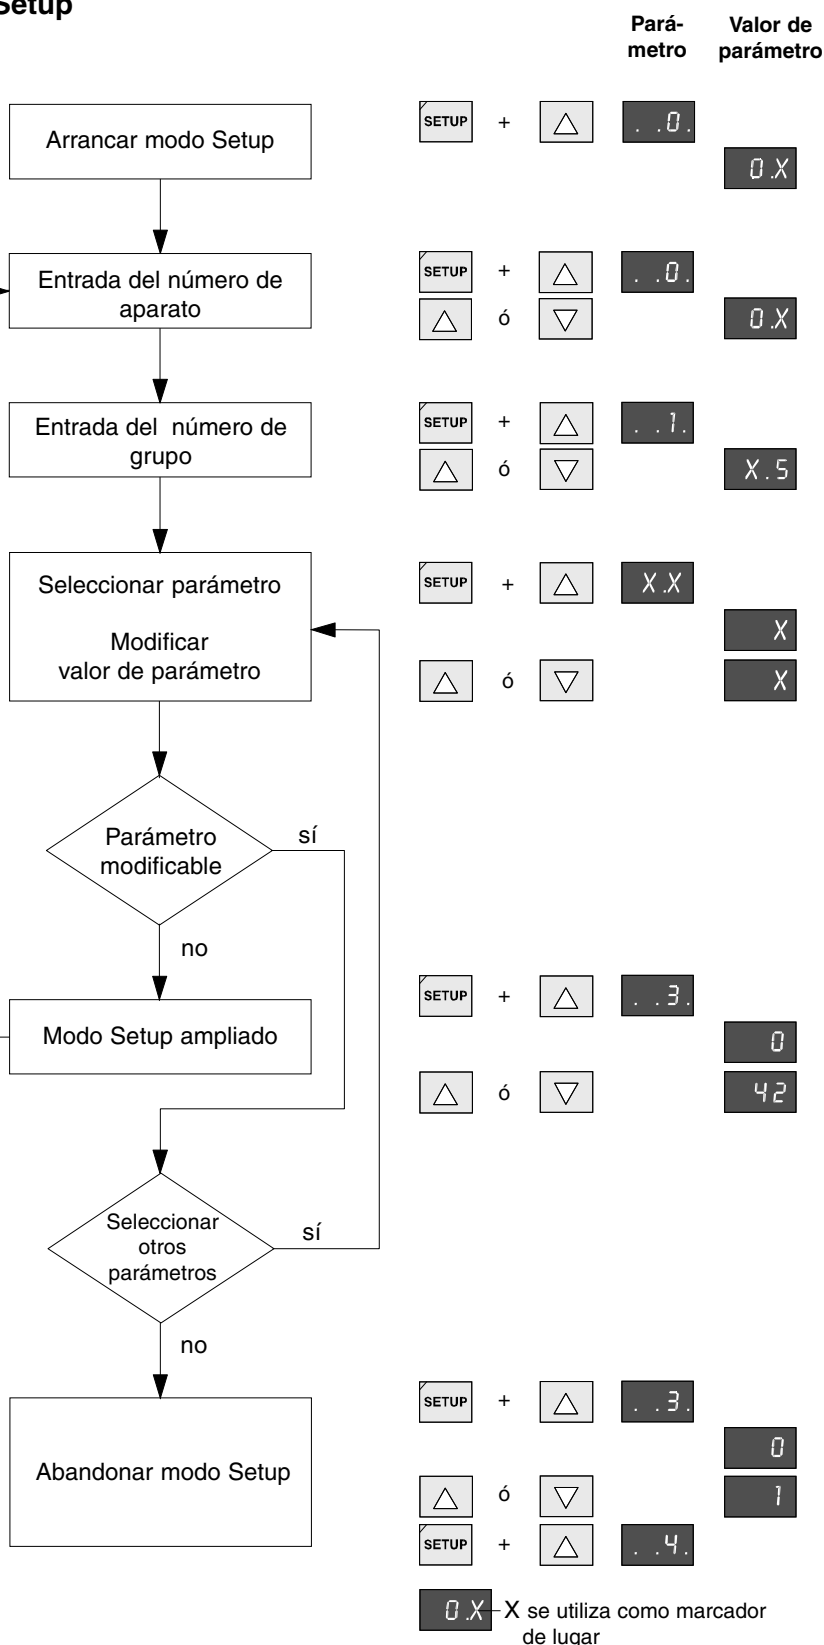 Setup
Pará-
metro
Valor de
parámetro
Arrancar modo Setup
SETUP + . .0.
0.X
Entrada del número de
aparato
SETUP + . .0.
ó 0.X
Entrada del número de
grupo
SETUP + . .1.
ó X.5
Seleccionar parámetro
Modificar
valor de parámetro
SETUP + X.X
X
ó X
Parámetro
modificable
sí
no
Modo Setup ampliado
SETUP + . .3.
0
ó 42
Seleccionar
otros
parámetros
sí
no
Abandonar modo Setup
SETUP + . .3.
0
ó 1
SETUP + . .4.
0.X X se utiliza como marcador
de lugar